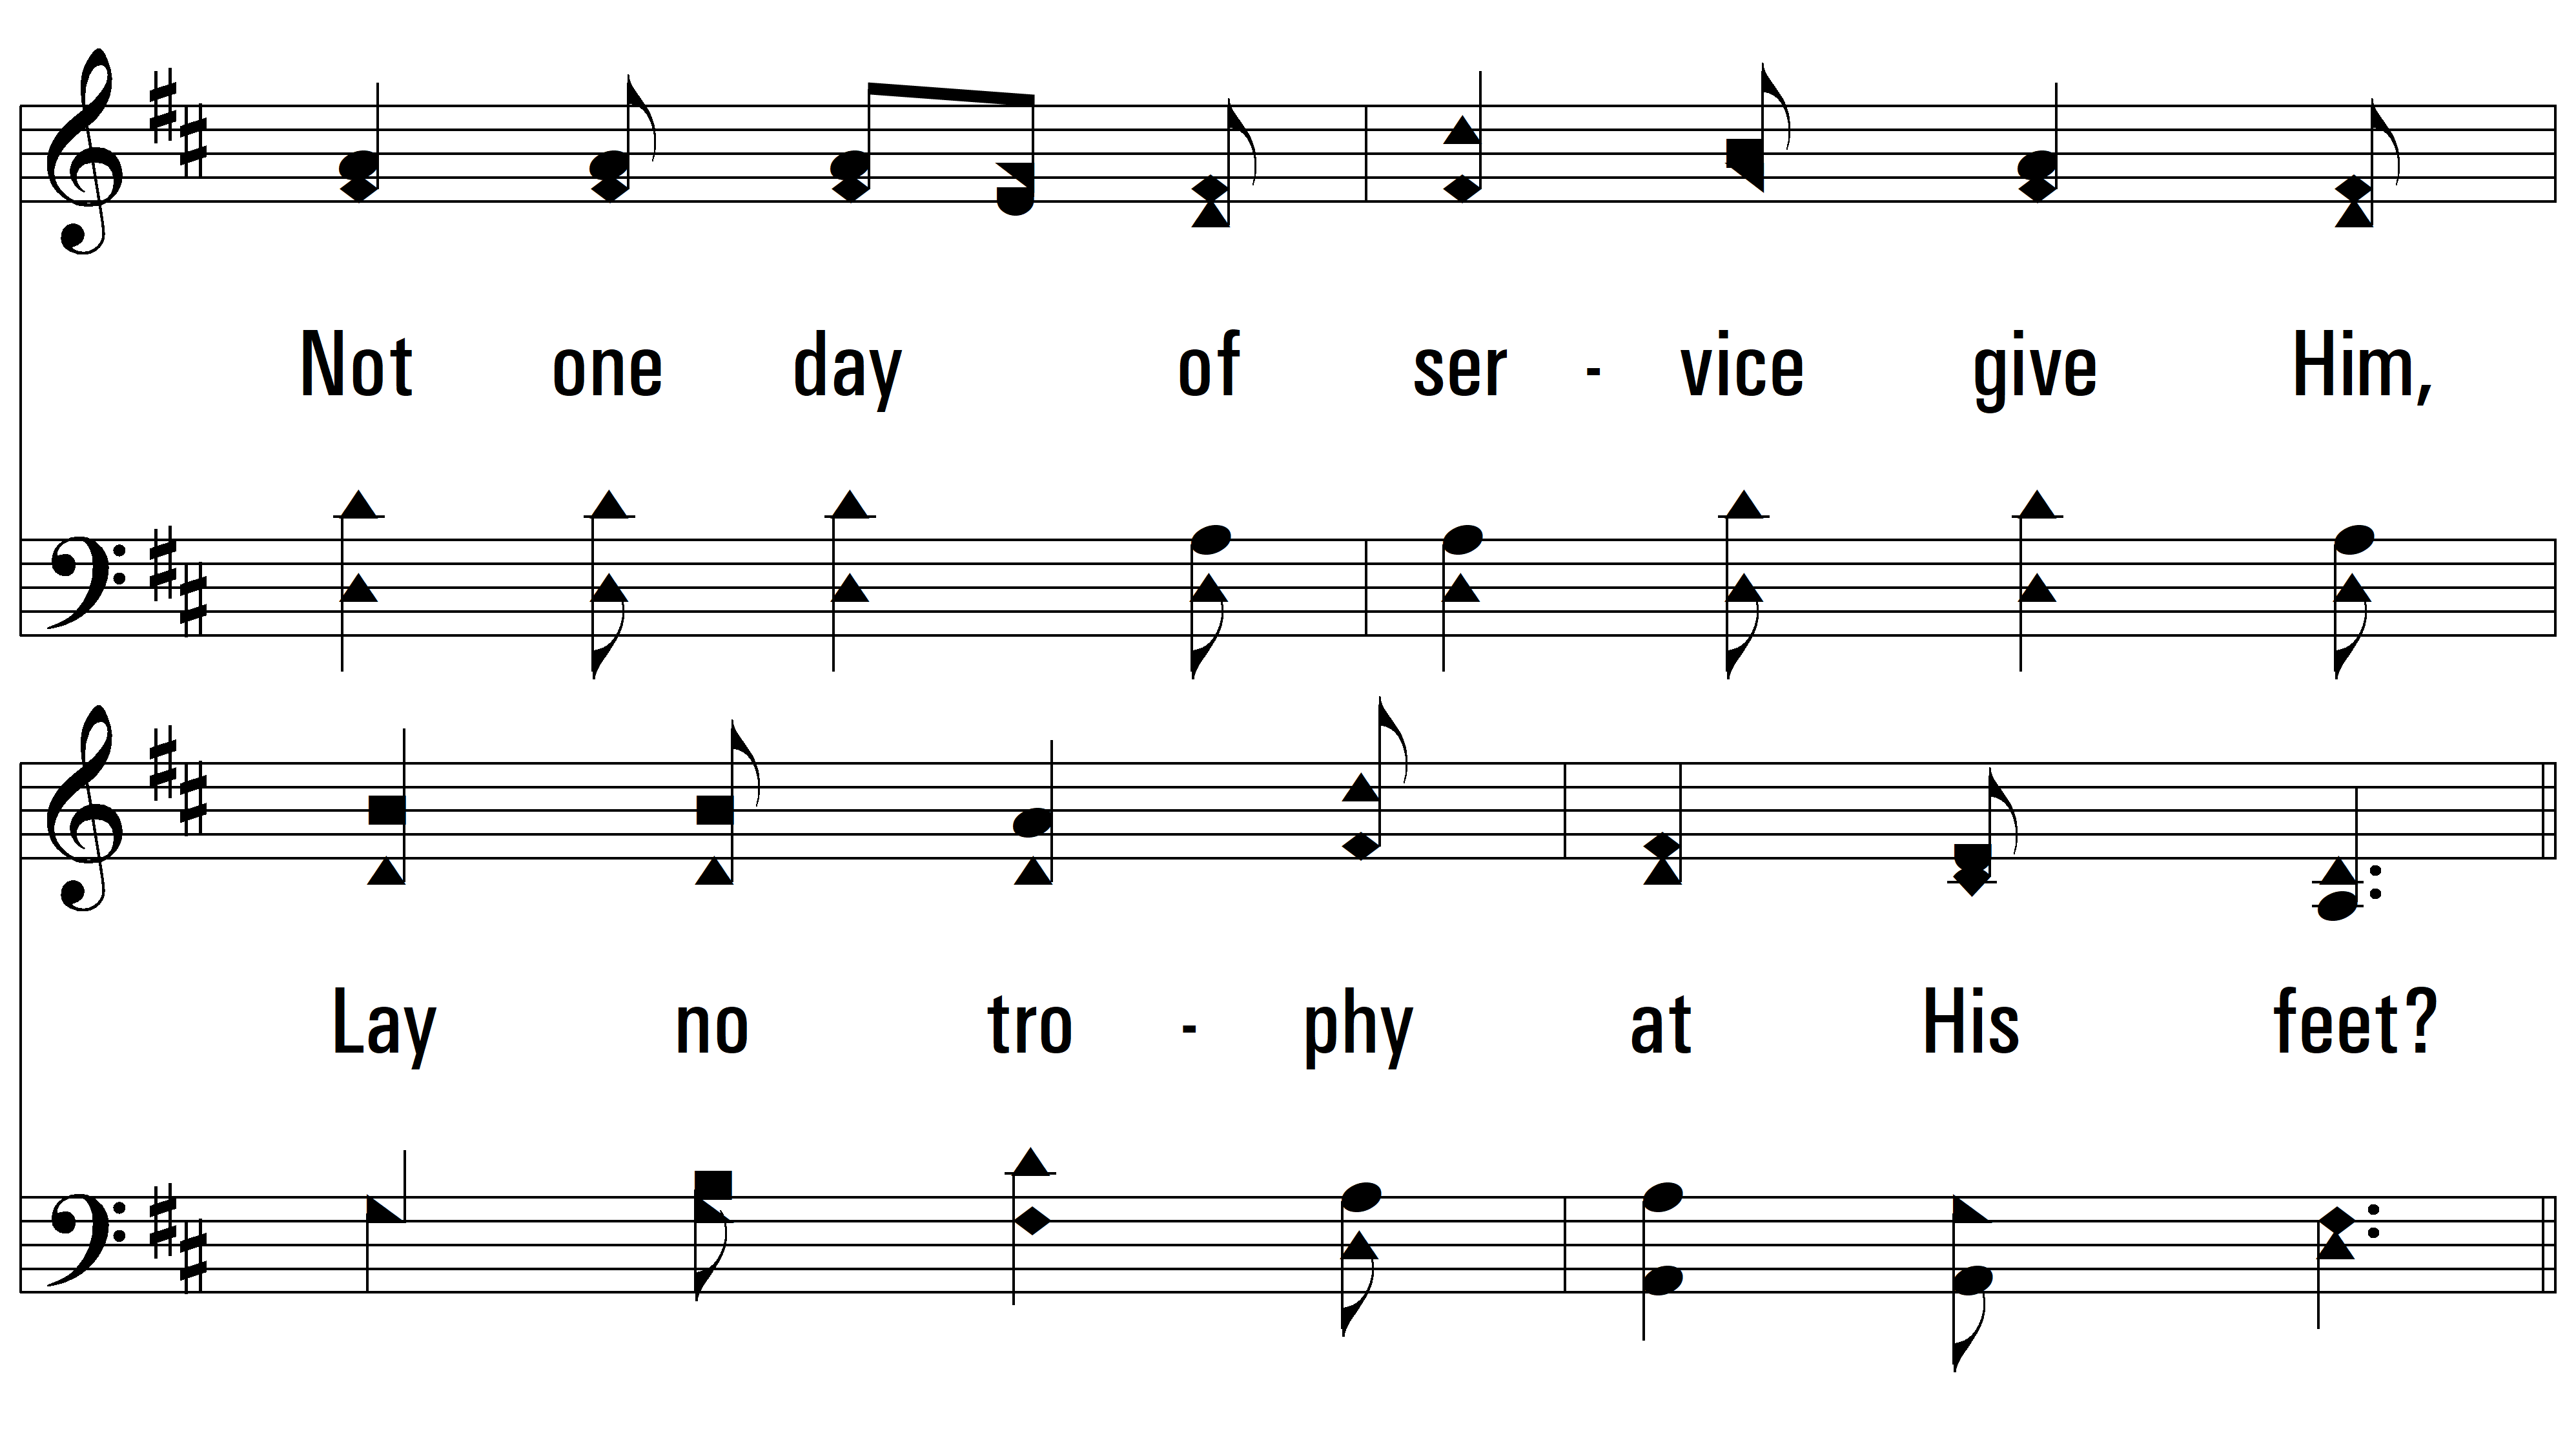 Not one day of ser - vice give Him,
Lay no tro - phy at His feet?